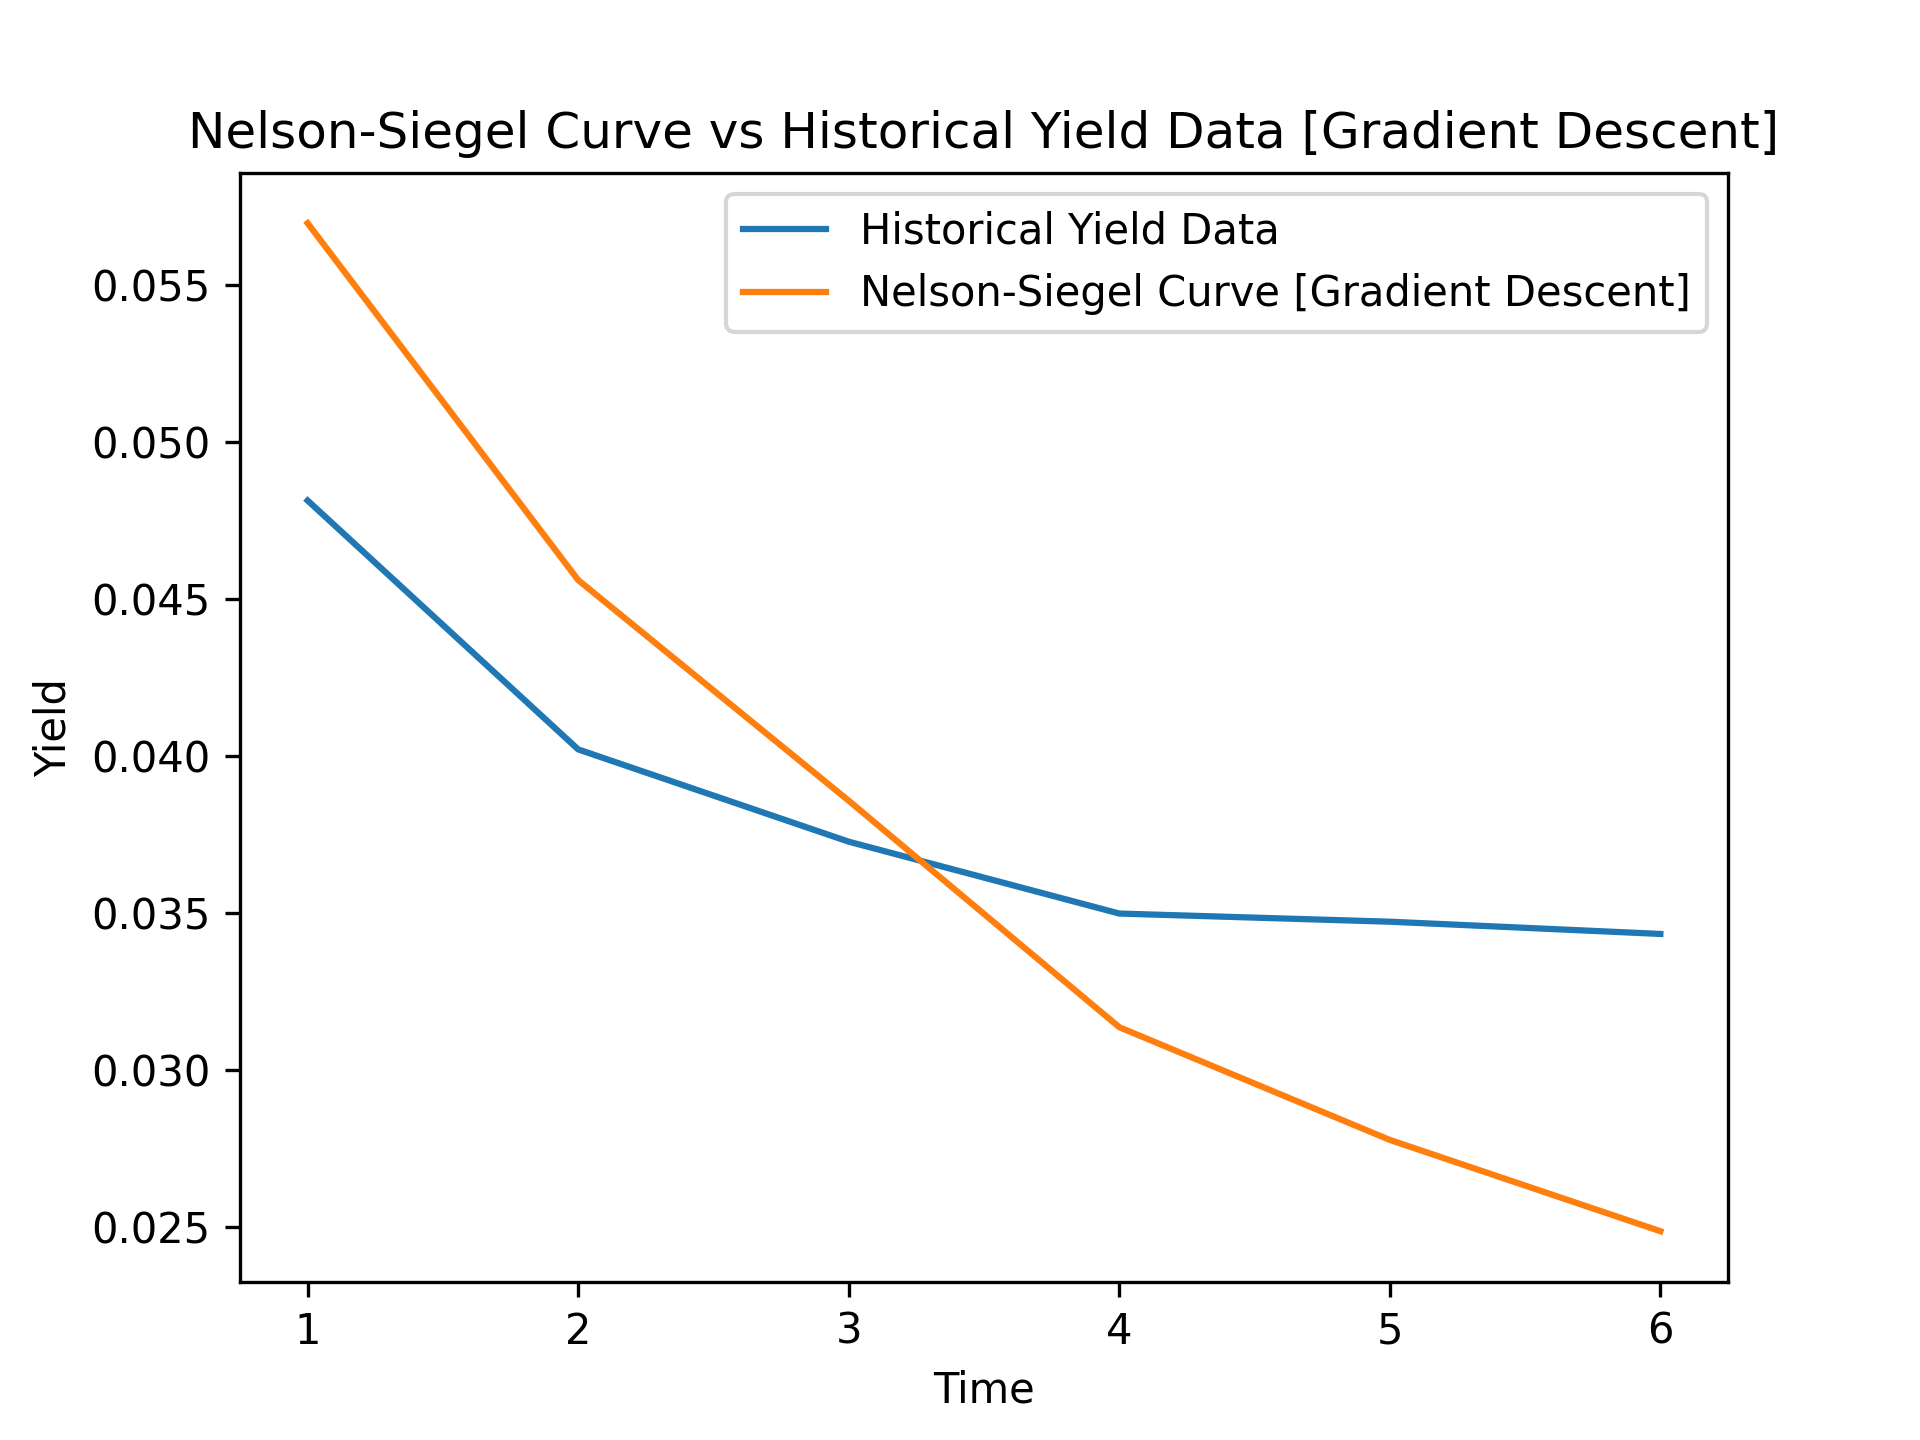 Nelson-Siegel Curve vs Historical Yield Data [Gradient Descent]
Historical Yield Data
Nelson-Siegel Curve [Gradient Descent]
0.055
0.050
0.045
0.040
0.035
0.030
0.025
Yield
1 2 3 4 5 6
Time